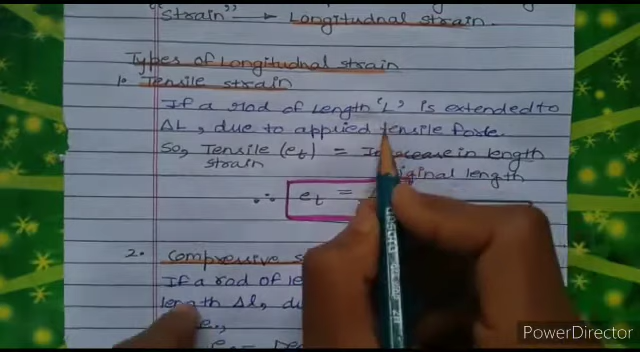 Strain" → Longitudnal strain.
Types of Longitudnal strain
1. Tensile strain
If a rod of length 'L' is extended to
ΔL, due to applied tensile force.
So, Tensile (et) = Increase in length
strain original length
∴ et =
2. Compressive
If a rod of
length Δl,
PowerDirector